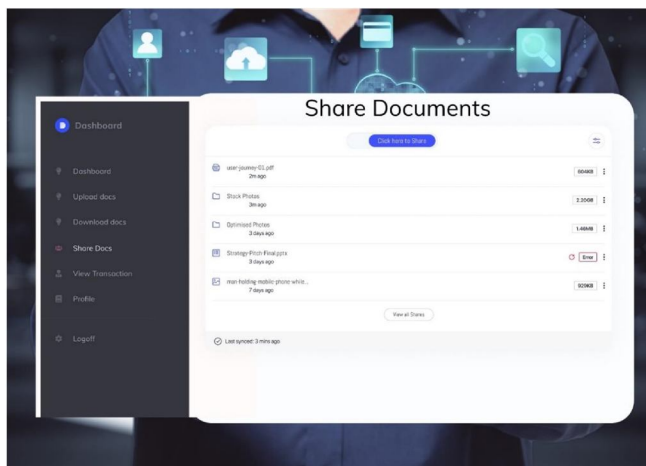 Share Documents
D Dashboard
Click here to Share
Dashboard
Upload docs
Download docs
Share Docs
View Transaction
Profile
Logoff
user-journey-01.pdf
2m ago
604KB
Stock Photos
3m ago
2.20GB
Optimised Photos
3 days ago
1.46MB
Strategy-Pitch-Final.pptx
3 days ago
Error
man-holding-mobile-phone-while...
7 days ago
929KB
View all Shares
Last synced: 3 mins ago